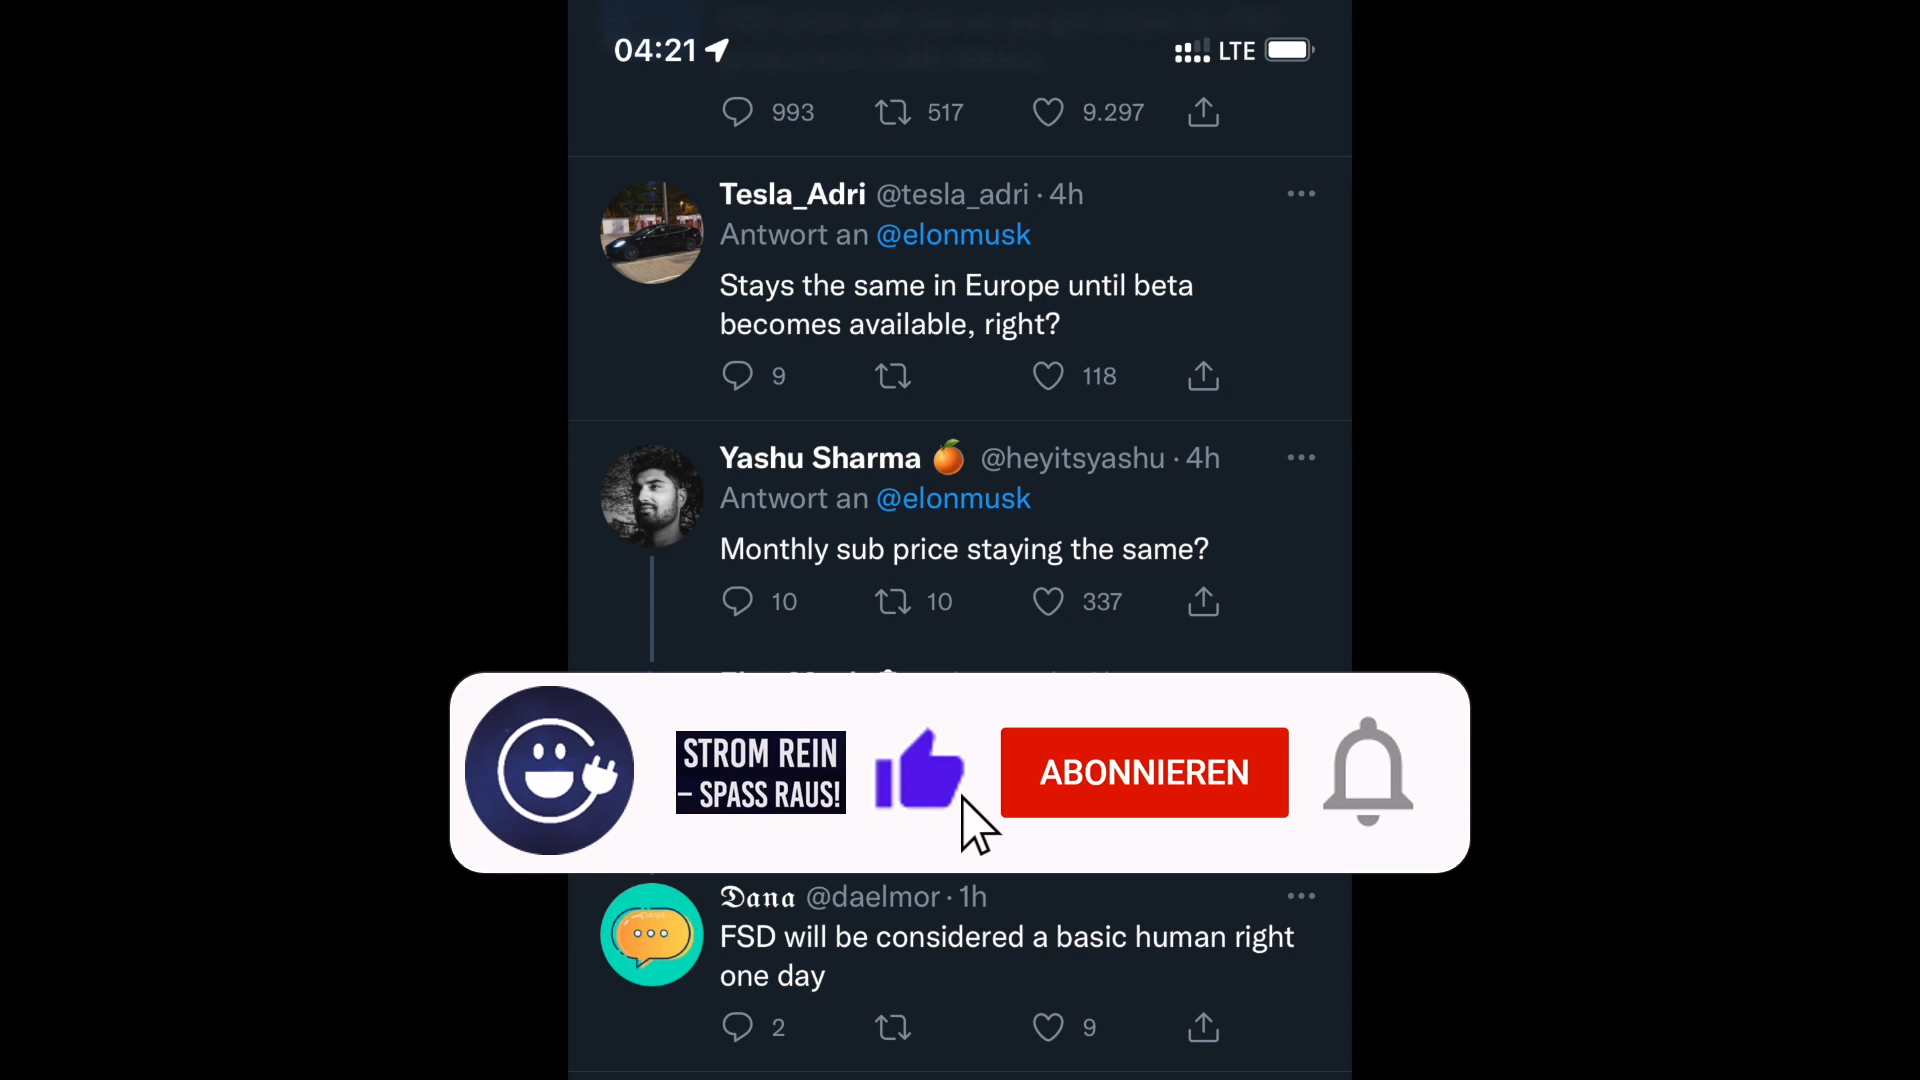 04:21 LTE
993 517 9.297
Tesla_Adri @tesla_adri · 4h
Antwort an @elonmusk
Stays the same in Europe until beta
becomes available, right?
9 118
Yashu Sharma 🍊 @heyitsyashu · 4h
Antwort an @elonmusk
Monthly sub price staying the same?
10 10 337
STROM REIN
– SPASS RAUS!
ABONNIEREN
Dana @daelmor · 1h
FSD will be considered a basic human right
one day
2 9